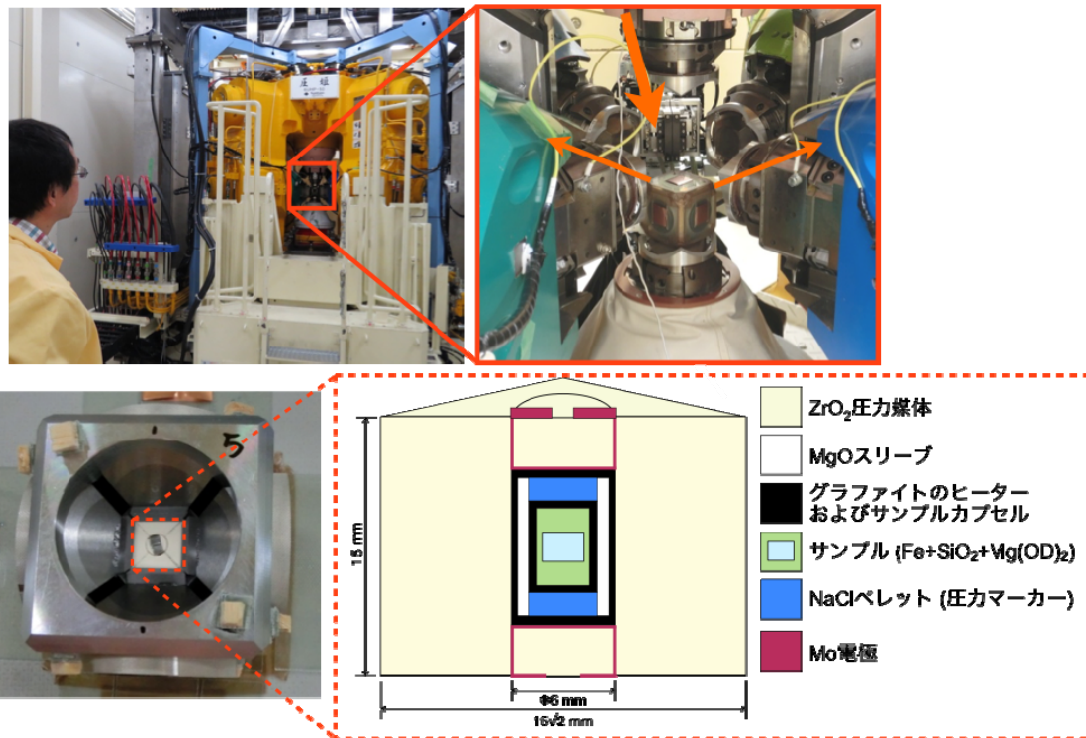 圧姫
5
15 mm
Φ6 mm
15√2 mm
ZrO₂圧力媒体
MgOスリーブ
グラファイトのヒーター
およびサンプルカプセル
サンプル (Fe+SiO₂+Mg(OD)₂)
NaClペレット (圧力マーカー)
Mo電極